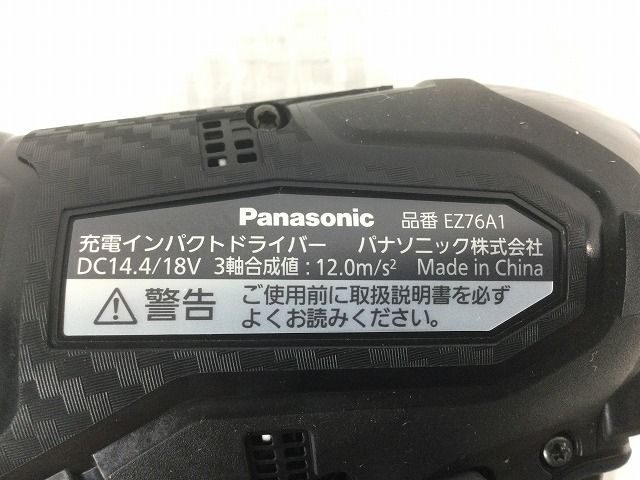 Panasonic 品番 EZ76A1
充電インパクトドライバー パナソニック株式会社
DC14.4/18V 3軸合成値:12.0m/s² Made in China
警告 ご使用前に取扱説明書を必ず
よくお読みください。